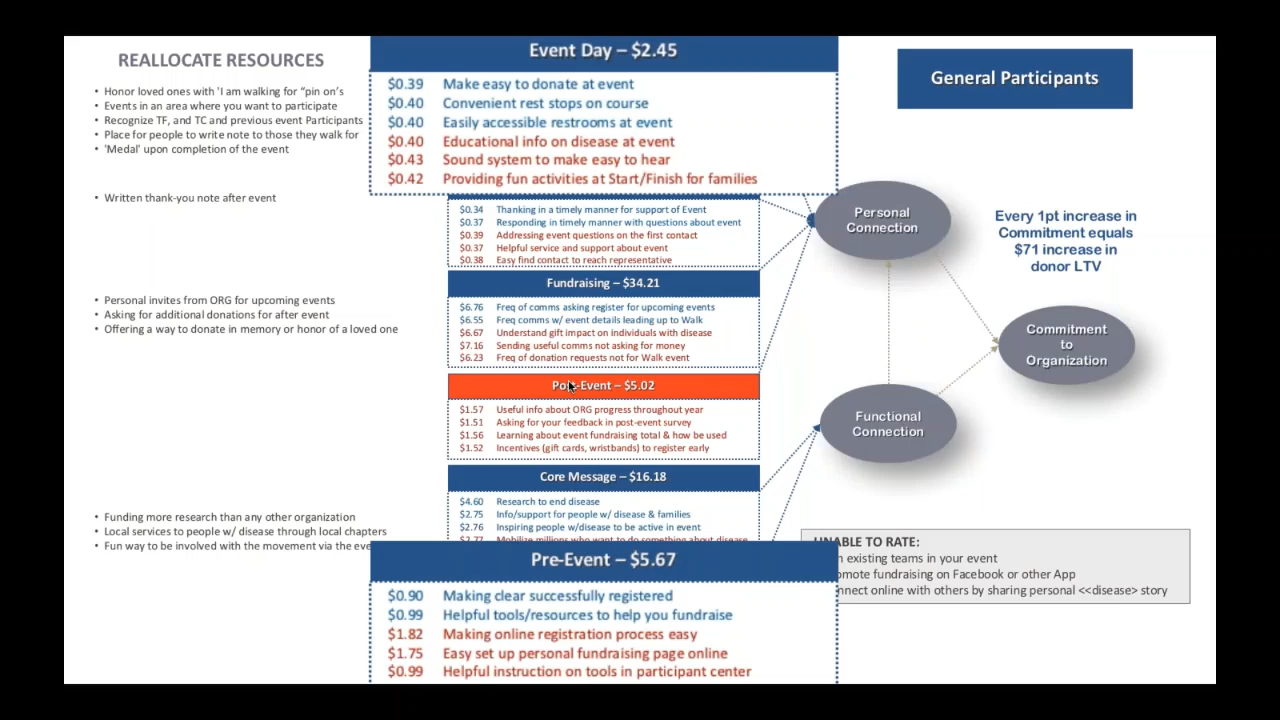 REALLOCATE RESOURCES
• Honor loved ones with 'I am walking for "pin on's
• Events in an area where you want to participate
• Recognize TF, and TC and previous event Participants
• Place for people to write note to those they walk for
• 'Medal' upon completion of the event
• Written thank-you note after event
• Personal invites from ORG for upcoming events
• Asking for additional donations for after event
• Offering a way to donate in memory or honor of a loved one
• Funding more research than any other organization
• Local services to people w/ disease through local chapters
• Fun way to be involved with the movement via the eve
Event Day – $2.45
$0.39 Make easy to donate at event
$0.40 Convenient rest stops on course
$0.40 Easily accessible restrooms at event
$0.40 Educational info on disease at event
$0.43 Sound system to make easy to hear
$0.42 Providing fun activities at Start/Finish for families
$0.34 Thanking in a timely manner for support of Event
$0.37 Responding in timely manner with questions about event
$0.39 Addressing event questions on the first contact
$0.37 Helpful service and support about event
$0.38 Easy find contact to reach representative
Fundraising – $34.21
$6.76 Freq of comms asking register for upcoming events
$6.55 Freq comms w/ event details leading up to Walk
$6.67 Understand gift impact on individuals with disease
$7.16 Sending useful comms not asking for money
$6.23 Freq of donation requests not for Walk event
Post-Event – $5.02
$1.57 Useful info about ORG progress throughout year
$1.51 Asking for your feedback in post-event survey
$1.56 Learning about event fundraising total & how be used
$1.52 Incentives (gift cards, wristbands) to register early
Core Message – $16.18
$4.60 Research to end disease
$2.75 Info/support for people w/ disease & families
$2.76 Inspiring people w/disease to be active in event
$2.77 Mobilize millions who want to do something about disease
Pre-Event – $5.67
$0.90 Making clear successfully registered
$0.99 Helpful tools/resources to help you fundraise
$1.82 Making online registration process easy
$1.75 Easy set up personal fundraising page online
$0.99 Helpful instruction on tools in participant center
General Participants
Personal
Connection
Every 1pt increase in
Commitment equals
$71 increase in
donor LTV
Commitment
to
Organization
Functional
Connection
UNABLE TO RATE:
existing teams in your event
omote fundraising on Facebook or other App
nnect online with others by sharing personal <<disease> story